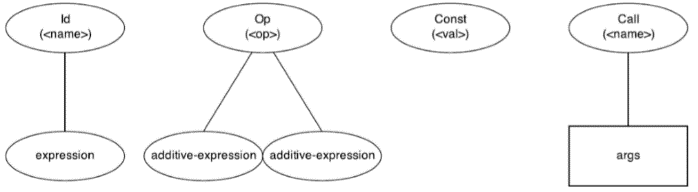 Id
(<name>)
Op
(<op>)
Const
(<val>)
Call
(<name>)
expression
additive-expression
additive-expression
args